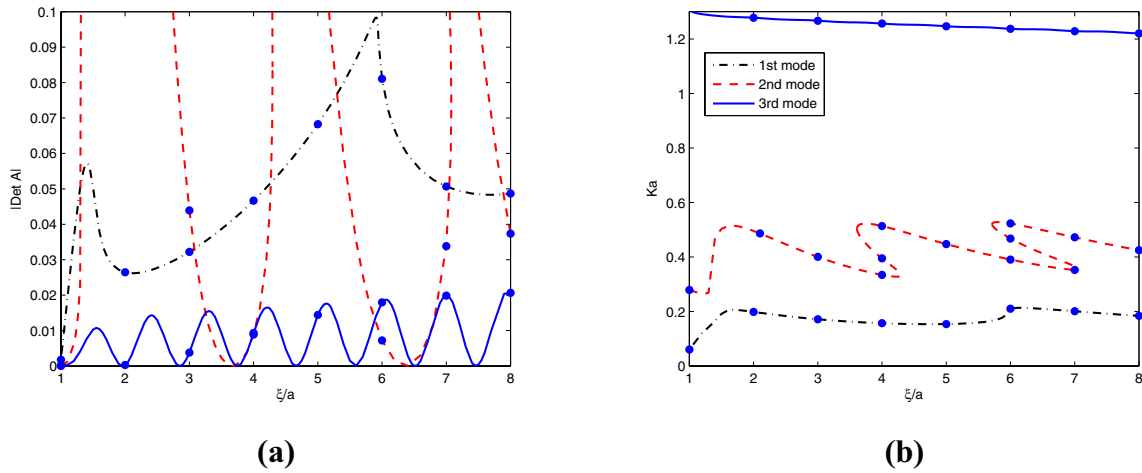 0.1
0.09
0.08
0.07
0.06
0.05
0.04
0.03
0.02
0.01
0
|Det A|
1 2 3 4 5 6 7 8
ξ/a
(a)
1.2
1
0.8
0.6
0.4
0.2
0
Ka
1st mode
2nd mode
3rd mode
1 2 3 4 5 6 7 8
ξ/a
(b)